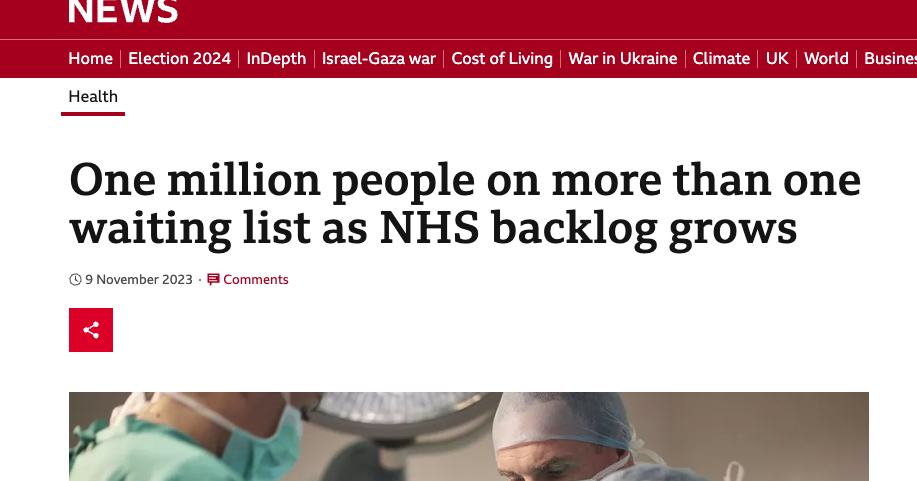 NEWS
Home Election 2024 InDepth Israel-Gaza war Cost of Living War in Ukraine Climate UK World
Health
One million people on more than one
waiting list as NHS backlog grows
9 November 2023 · Comments